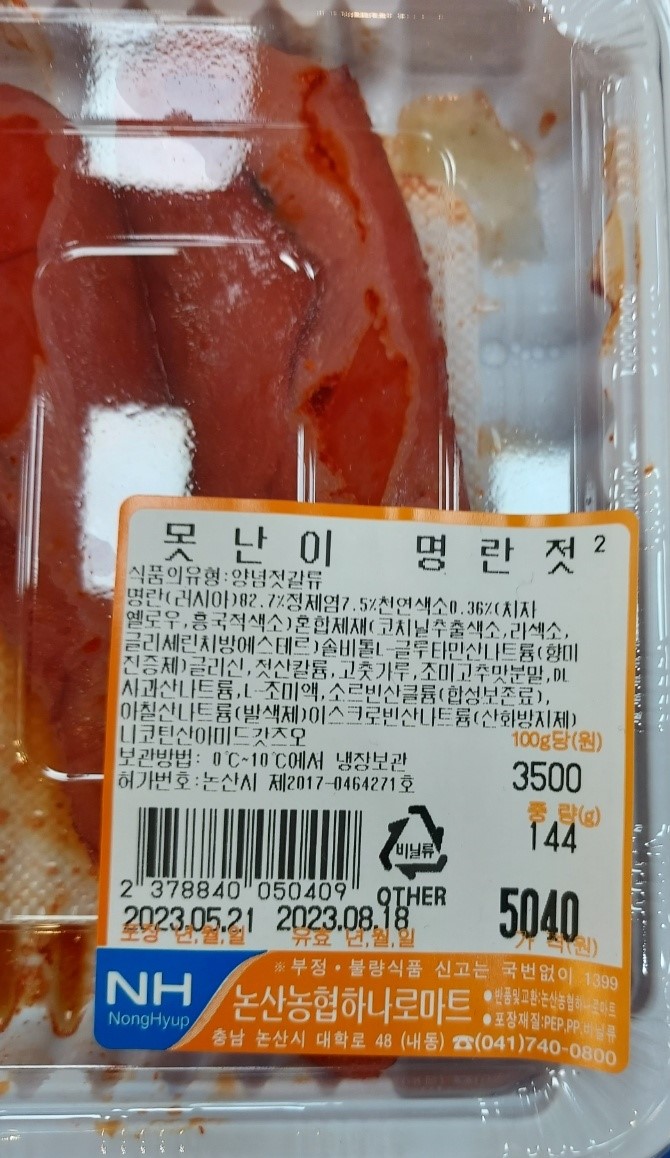 못난이 명란젓2
식품의유형:양념젓갈류
명란(러시아)82.7%정제염7.5%천연색소0.36%(치자
옐로우,홍국적색소)혼합제재(코치닐추출색소,락색소,
글리세린지방에스테르)솔비톨L-글루타민산나트륨(향미
진증제)글리신,젓산칼륨,고춧가루,조미고추맛분말,DL
사과산나트륨,L-조미액,소르빈산클륨(합성보존료),
아칠산나트륨(발색제)이스크로빈산나트륨(산화방지제)
니코틴산아미드갓츠오
보관방법: 0℃~10℃에서 냉장보관
허가번호:논산시 제2017-0464271호
100g당(원)
3500
중 량(g)
144
비닐류
OTHER
2 378840 050409
2023.05.21 2023.08.18
포장 년,월,일 유효 년,월,일
5040
가 격(원)
NH
NongHyup
※부정·불량식품 신고는 국번없이 1399
논산농협하나로마트
•반품및교환:논산농협하나로마트
•포장재질:PEP,PP,비닐류
충남 논산시 대학로 48 (내동) ☎(041)740-0800